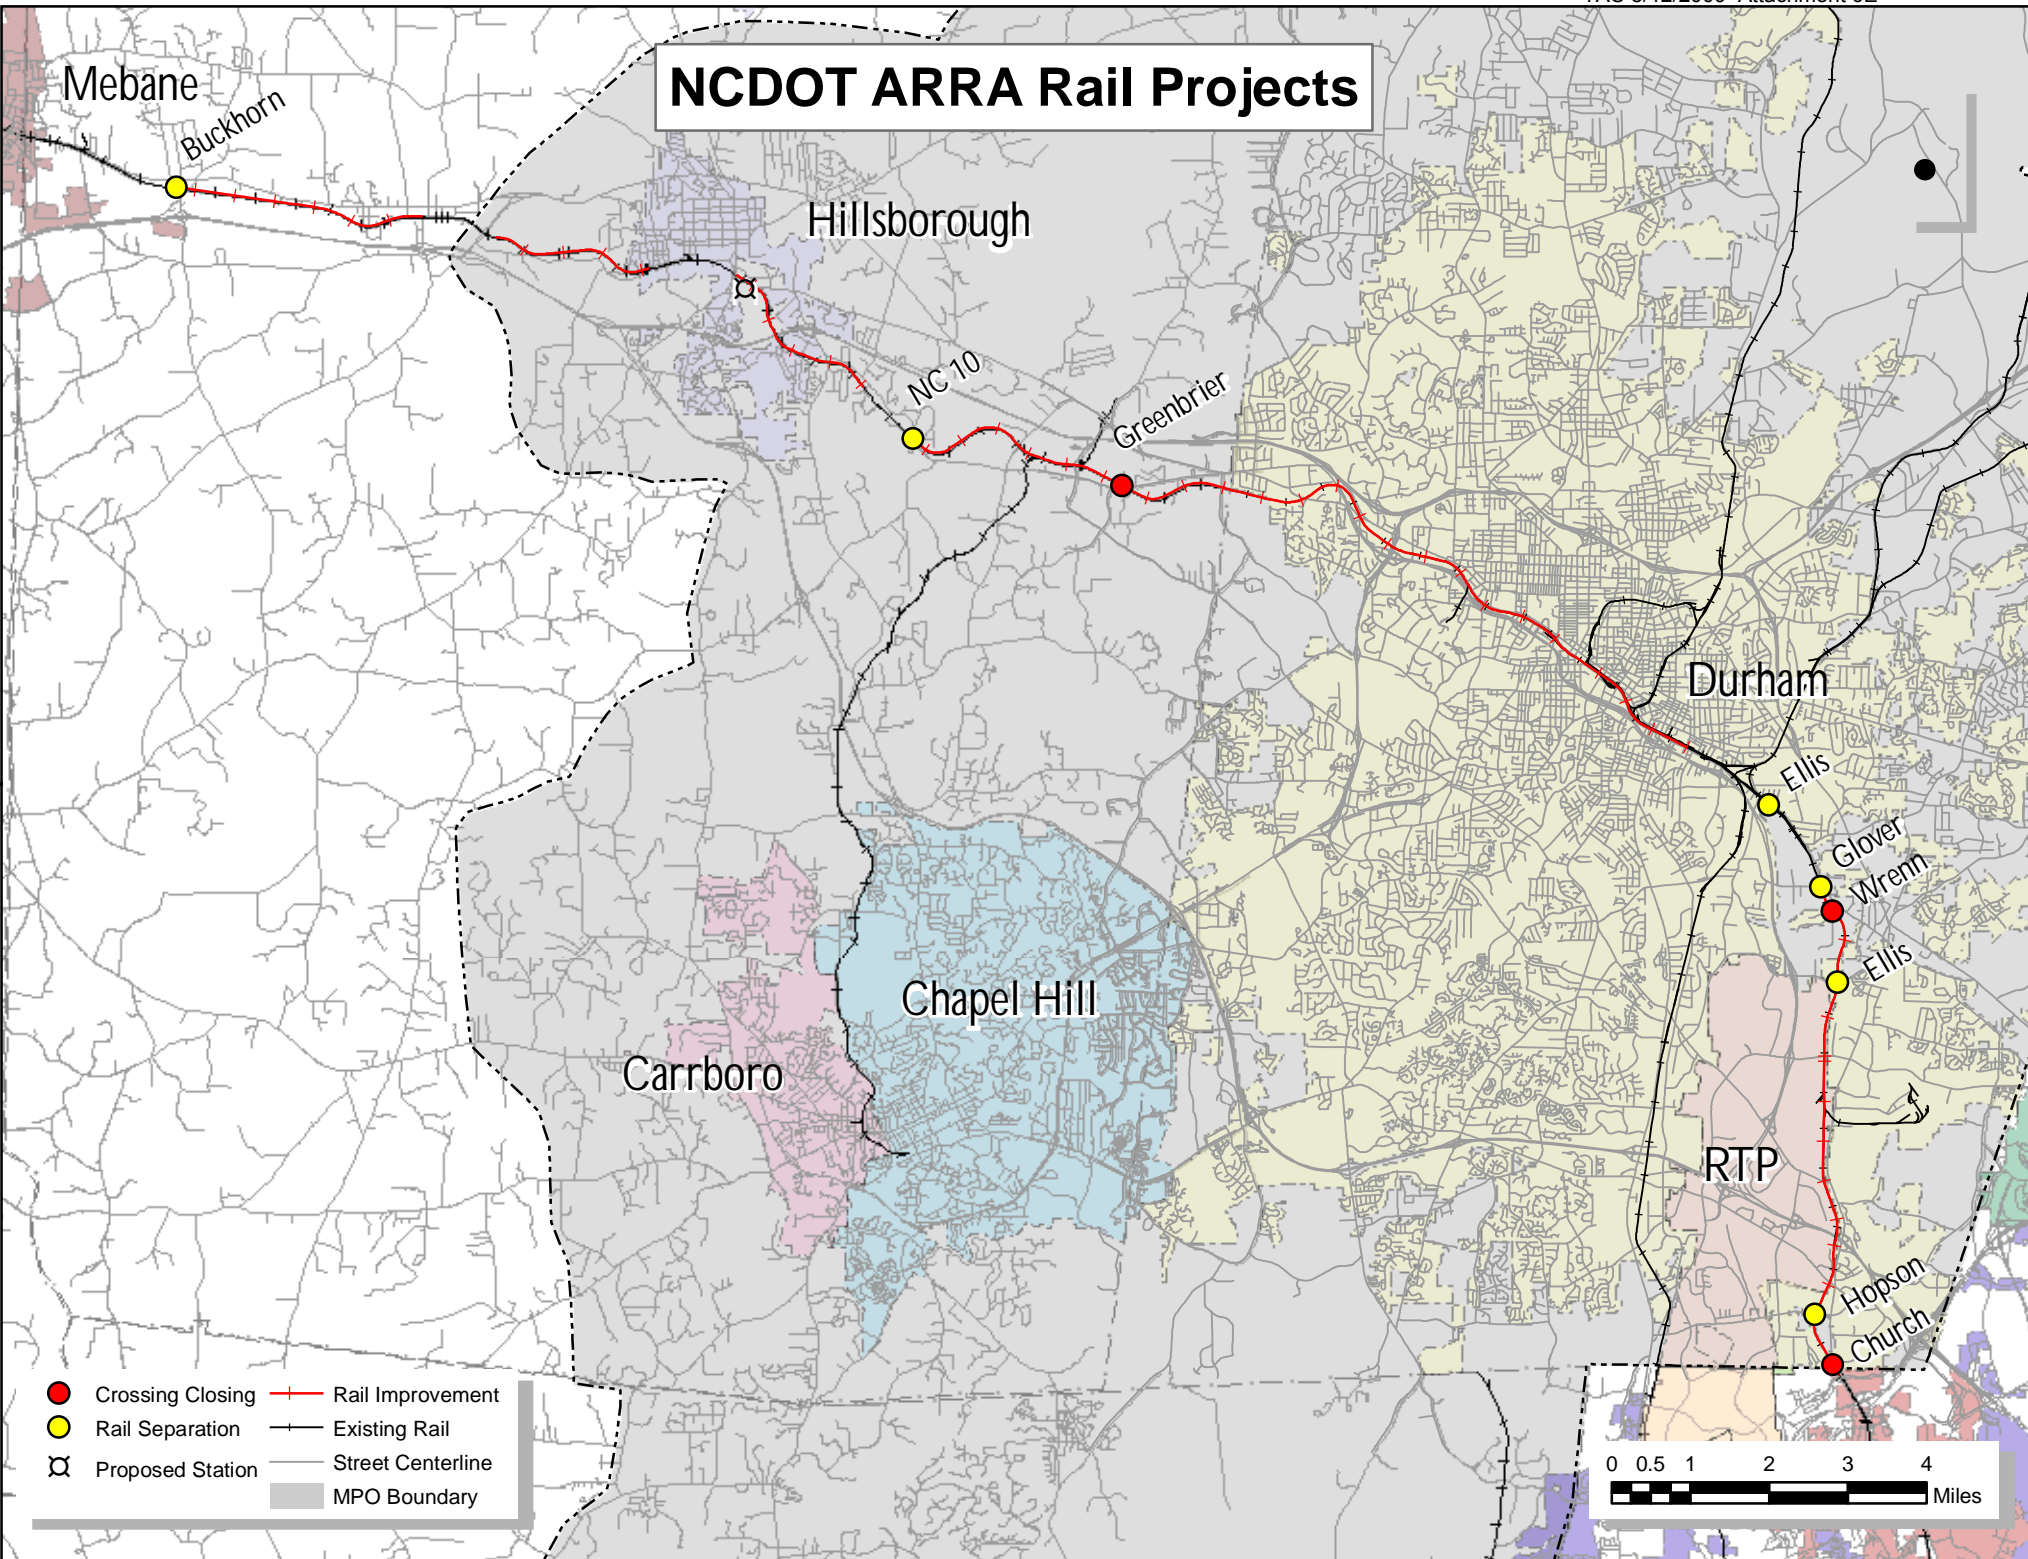 NCDOT ARRA Rail Projects
Mebane
Buckhorn
Hillsborough
NC 10
Greenbrier
Durham
Ellis
Glover
Wrenn
Ellis
Chapel Hill
Carrboro
RTP
Hopson
Church
Crossing Closing
Rail Separation
Proposed Station
Rail Improvement
Existing Rail
Street Centerline
MPO Boundary
0 0.5 1 2 3 4
Miles